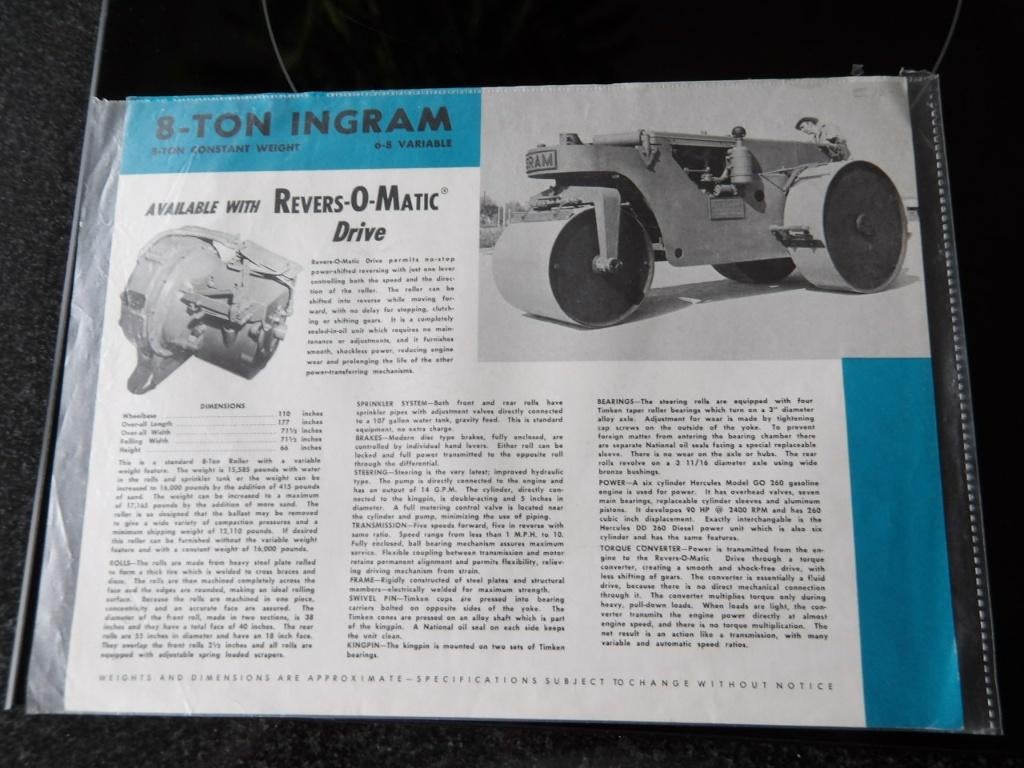 8-TON INGRAM
8-TON CONSTANT WEIGHT 6-8 VARIABLE
RAM
AVAILABLE WITH REVERS-O-MATIC®
Drive
Revers-O-Matic Drive permits no-stop
power-shifted reversing with just one lever
controlling both the speed and the direc-
tion of the roller. The roller can be
shifted into reverse while moving for-
ward, with no delay for stopping, clutch-
ing or shifting gears. It is a completely
sealed-in-oil unit which requires no main-
tenance or adjustments, and it furnishes
smooth, shockless power, reducing engine
wear and prolonging the life of the other
power-transferring mechanisms.
DIMENSIONS
Wheelbase 110 inches
Over-all Length 177 inches
Over-all Width 71½ inches
Rolling Width 71½ inches
Height 66 inches
This is a standard 8-Ton Roller with a variable
weight feature. The weight is 15,585 pounds with water
in the rolls and sprinkler tank or the weight can be
increased to 16,000 pounds by the addition of 415 pounds
of sand. The weight can be increased to a maximum
of 17,165 pounds by the addition of more sand. The
roller is so designed that the ballast may be removed
to give a wide variety of compaction pressures and a
minimum shipping weight of 12,110 pounds. If desired
this roller can be furnished without the variable weight
feature and with a constant weight of 16,000 pounds.
ROLLS—The rolls are made from heavy steel plate rolled
to form a thick tire which is welded to cross braces and
discs. The rolls are then machined completely across the
face and the edges are rounded, making an ideal rolling
surface. Because the rolls are machined in one piece,
concentricity and an accurate face are assured. The
diameter of the front roll, made in two sections, is 38
inches and they have a total face of 40 inches. The rear
rolls are 55 inches in diameter and have an 18 inch face.
They overlap the front rolls 2½ inches and all rolls are
equipped with adjustable spring loaded scrapers.
SPRINKLER SYSTEM—Both front and rear rolls have
sprinkler pipes with adjustment valves directly connected
to a 107 gallon water tank, gravity feed. This is standard
equipment, no extra charge.
BRAKES—Modern disc type brakes, fully enclosed, are
controlled by individual hand levers. Either roll can be
locked and full power transmitted to the opposite roll
through the differential.
STEERING—Steering is the very latest; improved hydraulic
type. The pump is directly connected to the engine and
has an output of 14 G.P.M. The cylinder, directly con-
nected to the kingpin, is double-acting and 5 inches in
diameter. A full metering control valve is located near
the cylinder and pump, minimizing the use of piping.
TRANSMISSION—Five speeds forward, five in reverse with
same ratio. Speed range from less than 1 M.P.H. to 10.
Fully enclosed, ball bearing mechanism assures maximum
service. Flexible coupling between transmission and motor
retains permanent alignment and permits flexibility, reliev-
ing driving mechanism from strain.
FRAME—Rigidly constructed of steel plates and structural
members—electrically welded for maximum strength.
SWIVEL PIN—Timken cups are pressed into bearing
carriers bolted on opposite sides of the yoke. The
Timken cones are pressed on an alloy shaft which is part
of the kingpin. A National oil seal on each side keeps
the unit clean.
KINGPIN—The kingpin is mounted on two sets of Timken
bearings.
BEARINGS—The steering rolls are equipped with four
Timken taper roller bearings which turn on a 3" diameter
alloy axle. Adjustment for wear is made by tightening
cap screws on the outside of the yoke. To prevent
foreign matter from entering the bearing chamber there
are separate National oil seals facing a special replaceable
sleeve. There is no wear on the axle or hubs. The rear
rolls revolve on a 3 11/16 diameter axle using wide
bronze bushings.
POWER—A six cylinder Hercules Model GO 260 gasoline
engine is used for power. It has overhead valves, seven
main bearings, replaceable cylinder sleeves and aluminum
pistons. It developes 90 HP @ 2400 RPM and has 260
cubic inch displacement. Exactly interchangeable is the
Hercules DD 260 Diesel power unit which is also six
cylinder and has the same features.
TORQUE CONVERTER—Power is transmitted from the en-
gine to the Revers-O-Matic Drive through a torque
converter, creating a smooth and shock-free drive, with
less shifting of gears. The converter is essentially a fluid
drive, because there is no direct mechanical connection
through it. The converter multiplies torque only during
heavy, pull-down loads. When loads are light, the con-
verter transmits the engine power directly at almost
engine speed, and there is no torque multiplication. The
net result is an action like a transmission, with many
variable and automatic speed ratios.
WEIGHTS AND DIMENSIONS ARE APPROXIMATE—SPECIFICATIONS SUBJECT TO CHANGE WITHOUT NOTICE